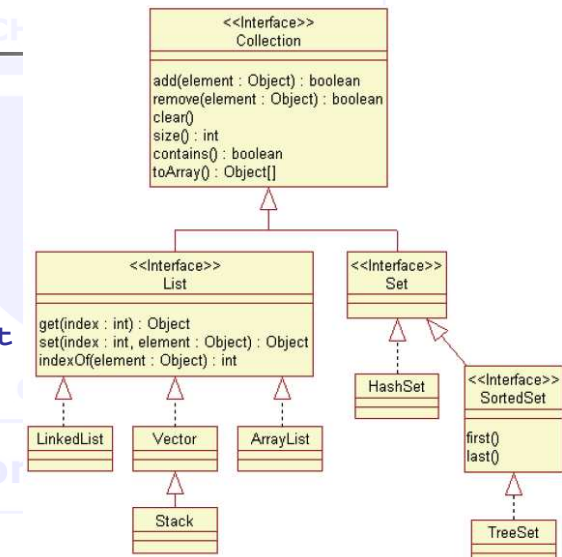 <<Interface>>
Collection
add(element : Object) : boolean
remove(element : Object) : boolean
clear()
size() : int
contains() : boolean
toArray() : Object[]
<<Interface>>
List
get(index : int) : Object
set(index : int, element : Object) : Object
indexOf(element : Object) : int
<<Interface>>
Set
HashSet
<<Interface>>
SortedSet
first()
last()
LinkedList
Vector
ArrayList
Stack
TreeSet
t